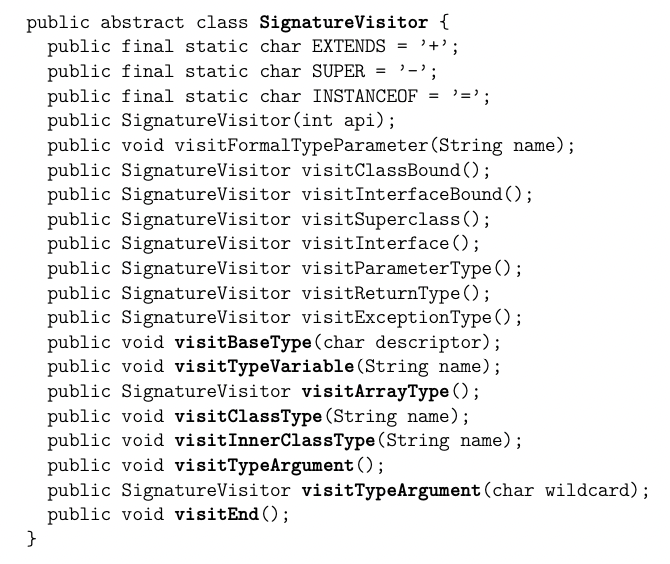 public abstract class SignatureVisitor {
  public final static char EXTENDS = ’+’;
  public final static char SUPER = ’-’;
  public final static char INSTANCEOF = ’=’;
  public SignatureVisitor(int api);
  public void visitFormalTypeParameter(String name);
  public SignatureVisitor visitClassBound();
  public SignatureVisitor visitInterfaceBound();
  public SignatureVisitor visitSuperclass();
  public SignatureVisitor visitInterface();
  public SignatureVisitor visitParameterType();
  public SignatureVisitor visitReturnType();
  public SignatureVisitor visitExceptionType();
  public void visitBaseType(char descriptor);
  public void visitTypeVariable(String name);
  public SignatureVisitor visitArrayType();
  public void visitClassType(String name);
  public void visitInnerClassType(String name);
  public void visitTypeArgument();
  public SignatureVisitor visitTypeArgument(char wildcard);
  public void visitEnd();
}